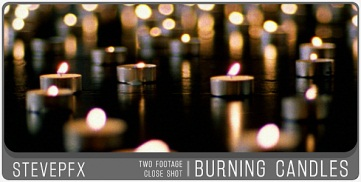 STEVEPFX
TWO FOOTAGE
CLOSE SHOT
BURNING CANDLES